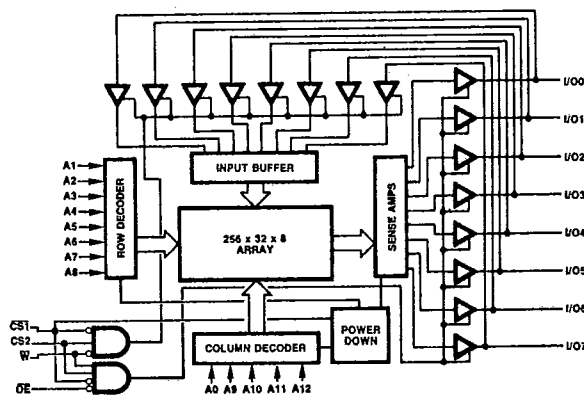 I/O0
I/O1
I/O2
I/O3
I/O4
I/O5
I/O6
I/O7
INPUT BUFFER
A1
A2
A3
A4
A5
A6
A7
A8
ROW DECODER
256 x 32 x 8
ARRAY
SENSE AMPS
CS1
CS2
W
OE
COLUMN DECODER
POWER
DOWN
A0 A9 A10 A11 A12